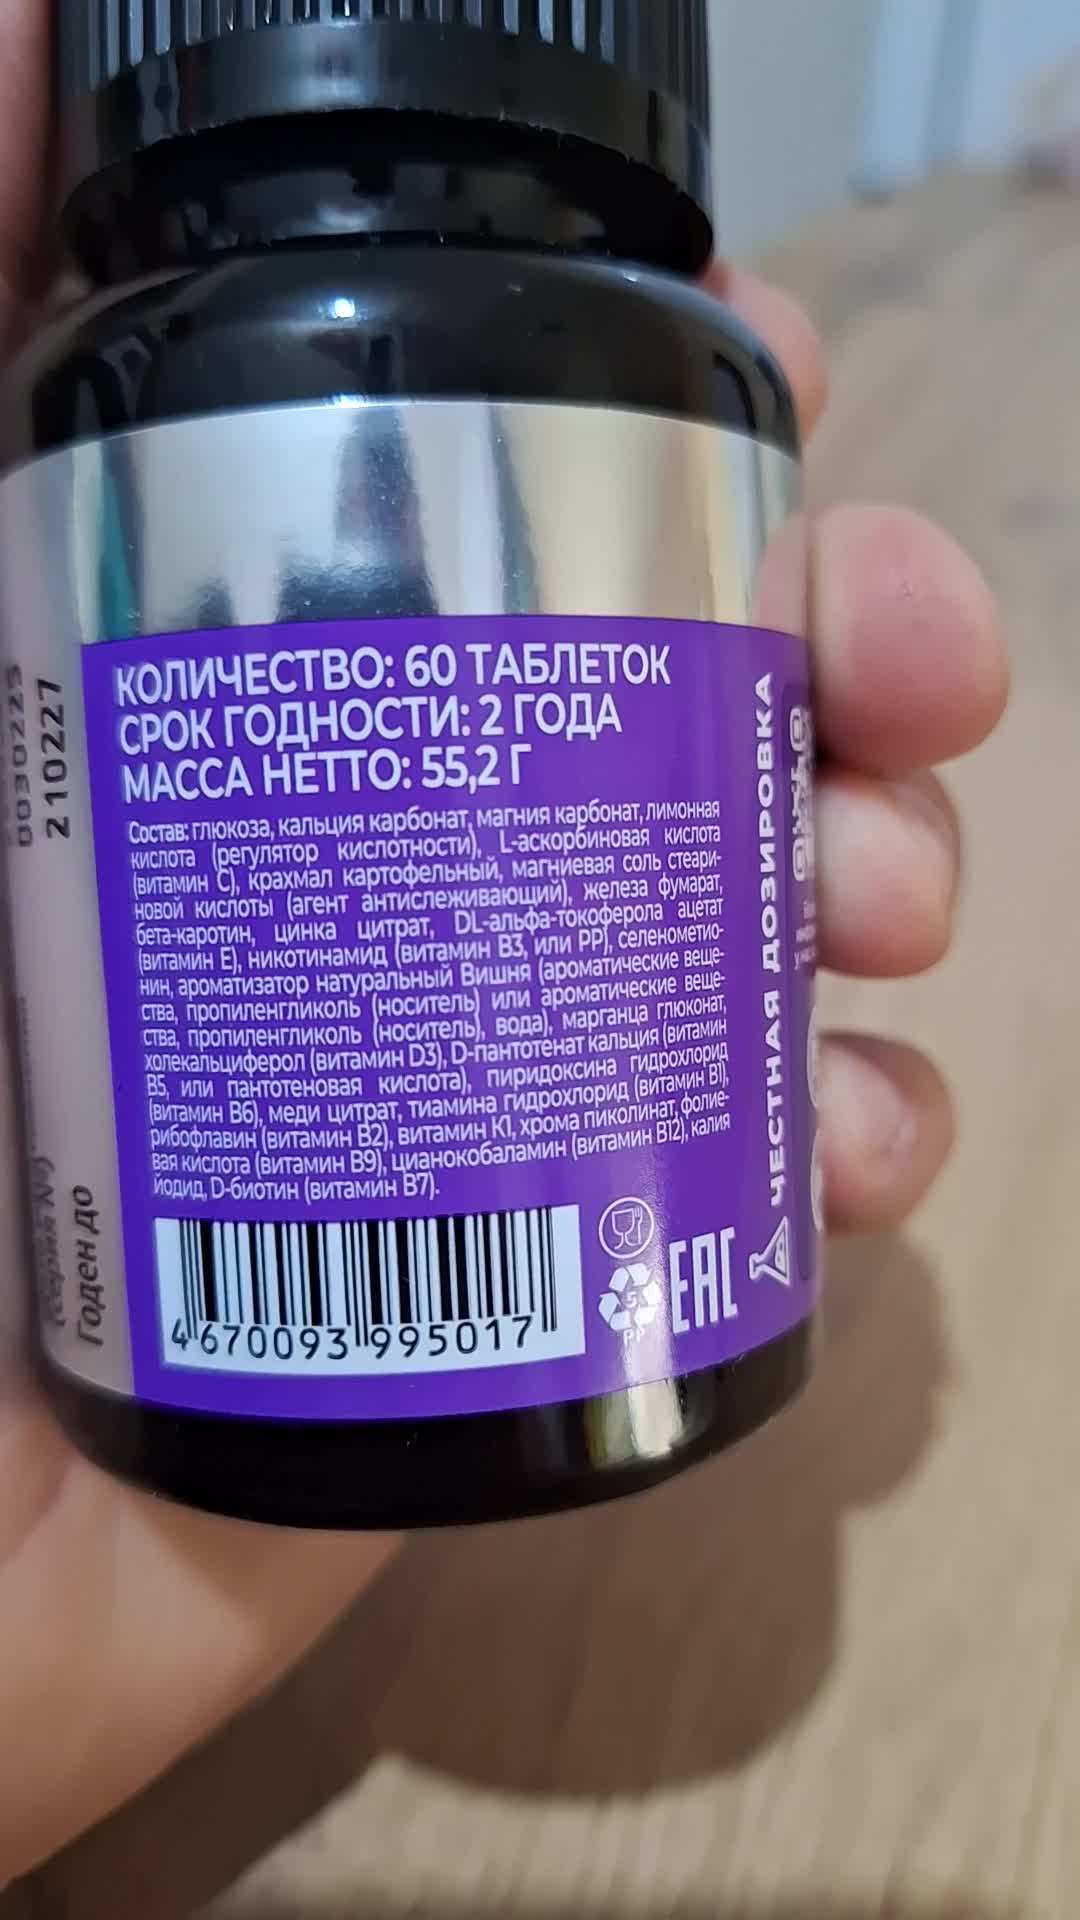 КОЛИЧЕСТВО: 60 ТАБЛЕТОК
СРОК ГОДНОСТИ: 2 ГОДА
МАССА НЕТТО: 55,2 Г
Состав: глюкоза, кальция карбонат, магния карбонат, лимонная
кислота (регулятор кислотности), L-аскорбиновая кислота
(витамин С), крахмал картофельный, магниевая соль стеари-
новой кислоты (агент антислеживающий), железа фумарат,
бета-каротин, цинка цитрат, DL-альфа-токоферола ацетат
(витамин Е), никотинамид (витамин В3, или РР), селенометио-
нин, ароматизатор натуральный Вишня (ароматические веще-
ства, пропиленгликоль (носитель) или ароматические веще-
ства, пропиленгликоль (носитель), вода), марганца глюконат,
холекальциферол (витамин D3), D-пантотенат кальция (витамин
В5, или пантотеновая кислота), пиридоксина гидрохлорид
(витамин В6), меди цитрат, тиамина гидрохлорид (витамин В1),
рибофлавин (витамин В2), витамин К1, хрома пиколинат, фолие-
вая кислота (витамин В9), цианокобаламин (витамин В12), калия
йодид, D-биотин (витамин В7).
4 670093 995017
5
PP
EAC
ЧЕСТНАЯ ДОЗИРОВКА
0030225
210227
(серия №)
Годен до